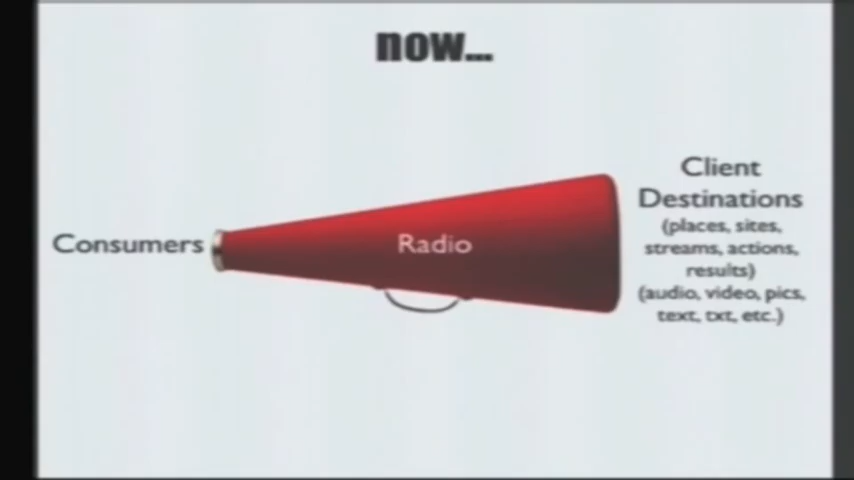 now...
Consumers
Radio
Client
Destinations
(places, sites,
streams, actions,
results)
(audio, video, pics,
text, txt, etc.)